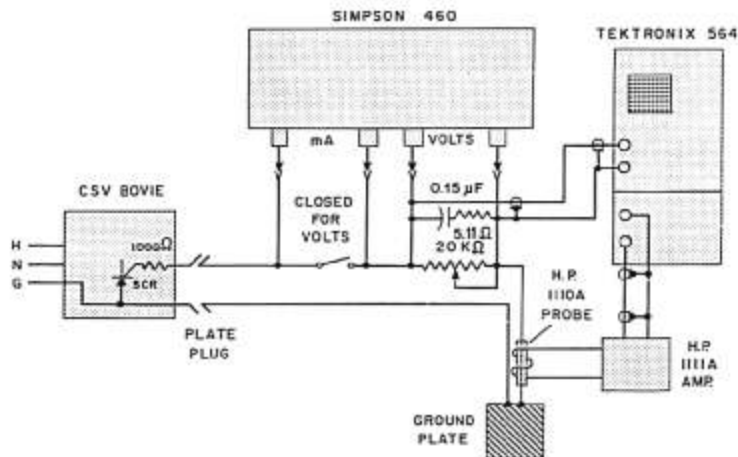 SIMPSON 460
TEKTRONIX 564
mA
VOLTS
CSV BOVIE
0.15 µF
CLOSED
FOR
VOLTS
1000Ω
5.11Ω
20 KΩ
H
N
G
SCR
H.P.
1110A
PROBE
PLATE
PLUG
H.P.
1111A
AMP.
GROUND
PLATE